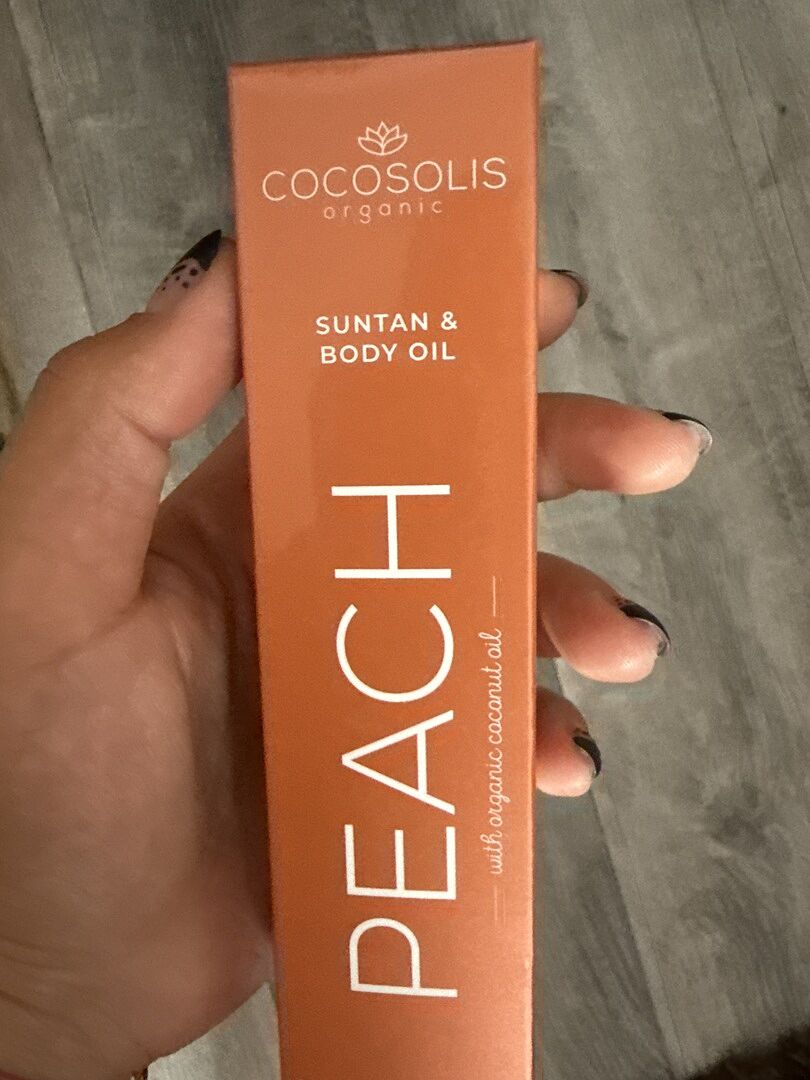 COCOSOLIS
organic
SUNTAN &
BODY OIL
PEACH
with organic coconut oil